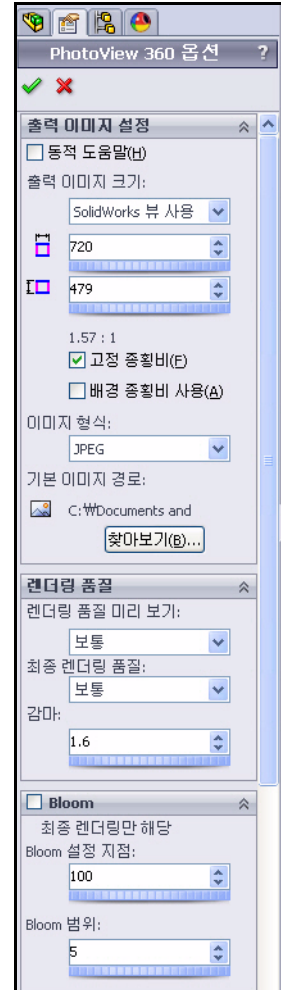 PhotoView 360 옵션 ?
출력 이미지 설정
동적 도움말(H)
출력 이미지 크기:
SolidWorks 뷰 사용
720
479
1.57 : 1
고정 종횡비(F)
배경 종횡비 사용(A)
이미지 형식:
JPEG
기본 이미지 경로:
C:₩Documents and
찾아보기(B)...
렌더링 품질
렌더링 품질 미리 보기:
보통
최종 렌더링 품질:
보통
감마:
1.6
Bloom
최종 렌더링만 해당
Bloom 설정 지점:
100
Bloom 범위:
5